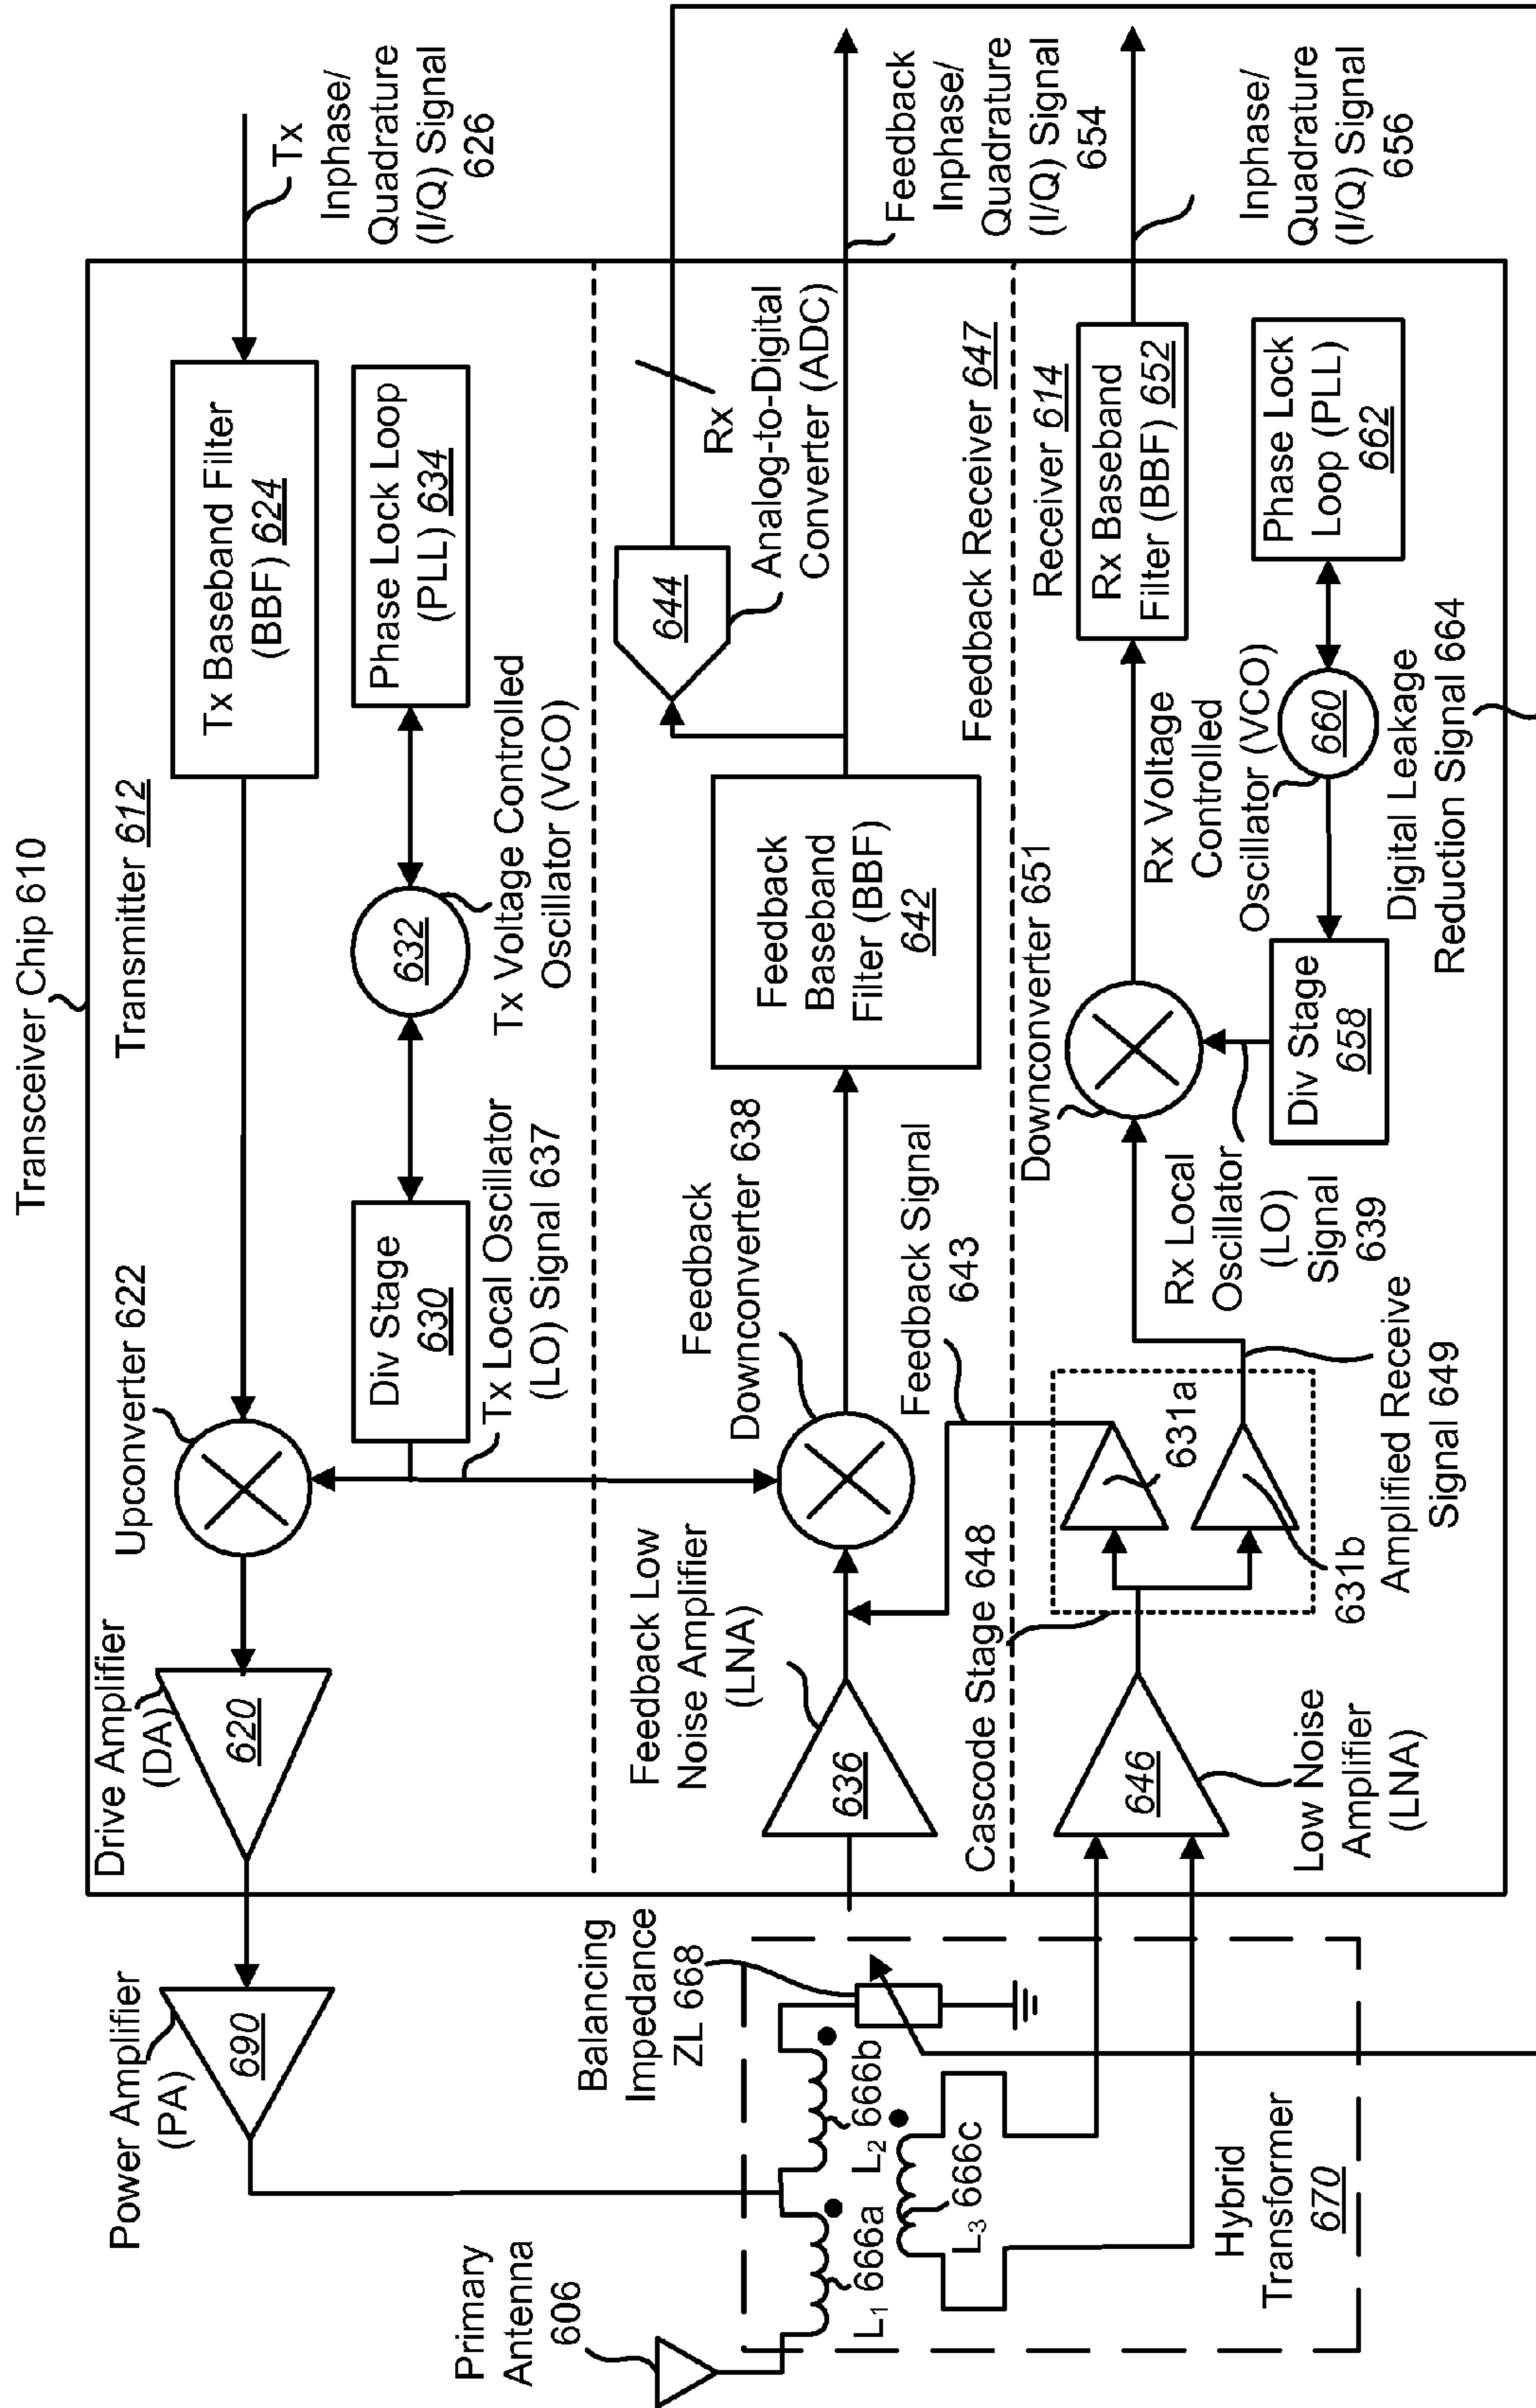 Transceiver Chip 610
Transmitter 612
Power Amplifier
(PA)
690
Drive Amplifier
(DA)
620
Upconverter 622
Tx Baseband Filter
(BBF) 624
Tx
Inphase/
Quadrature
(I/Q) Signal
626
Div Stage
630
Tx Local Oscillator
(LO) Signal 637
632
Tx Voltage Controlled
Oscillator (VCO)
Phase Lock Loop
(PLL) 634
Primary
Antenna
606
Balancing
Impedance
ZL 668
L1 666a
L2 666b
L3 666c
Hybrid
Transformer
670
Feedback Low
Noise Amplifier
(LNA)
636
Feedback
Downconverter 638
Feedback Signal
643
Feedback
Baseband
Filter (BBF)
642
644
Rx
Analog-to-Digital
Converter (ADC)
Feedback Receiver 647
Feedback
Inphase/
Quadrature
(I/Q) Signal
654
Cascode Stage 648
646
Low Noise
Amplifier
(LNA)
631a
631b
Amplified Receive
Signal 649
Downconverter 651
Rx Local
Oscillator
(LO)
Signal
639
Div Stage
658
Rx Voltage
Controlled
Oscillator (VCO)
660
Digital Leakage
Reduction Signal 664
Receiver 614
Rx Baseband
Filter (BBF) 652
Phase Lock
Loop (PLL)
662
Inphase/
Quadrature
(I/Q) Signal
656